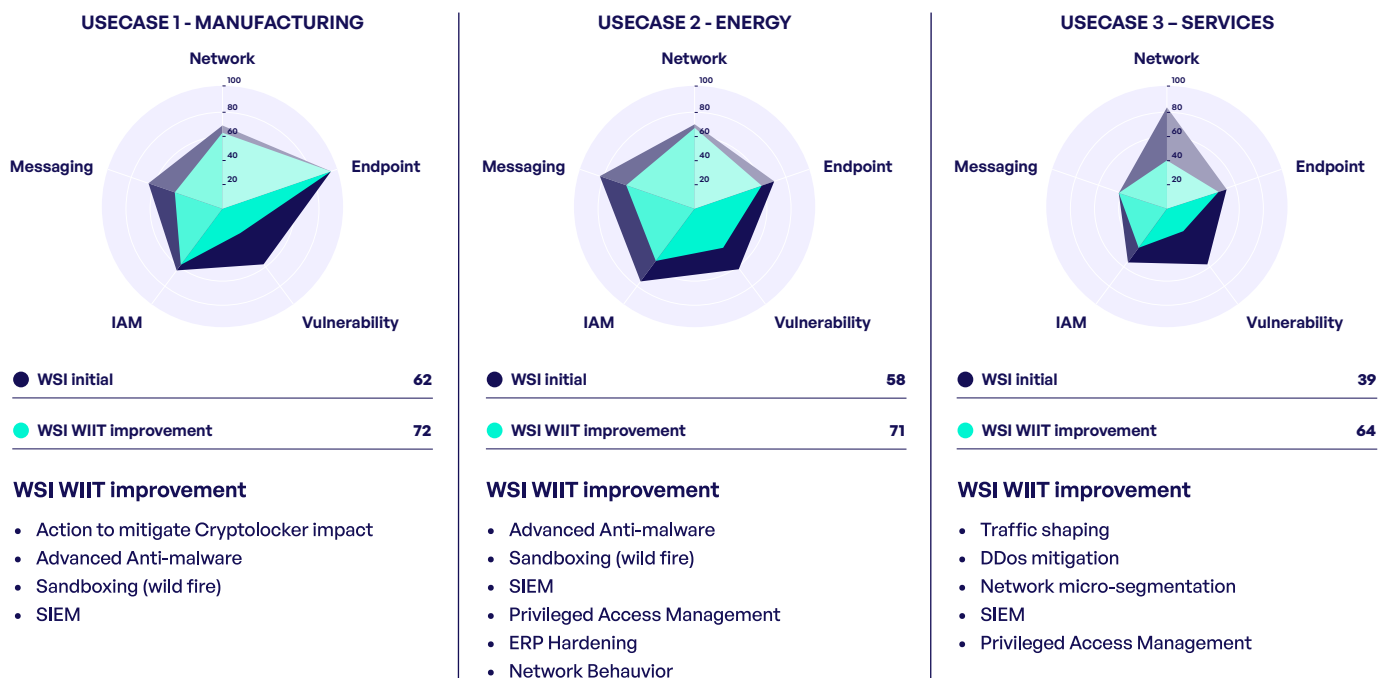 USECASE 1 - MANUFACTURING
Network
100
80
60
40
20
Messaging
Endpoint
IAM
Vulnerability
WSI initial 62
WSI WIIT improvement 72
WSI WIIT improvement
• Action to mitigate Cryptolocker impact
• Advanced Anti-malware
• Sandboxing (wild fire)
• SIEM
USECASE 2 - ENERGY
Network
100
80
60
40
20
Messaging
Endpoint
IAM
Vulnerability
WSI initial 58
WSI WIIT improvement 71
WSI WIIT improvement
• Advanced Anti-malware
• Sandboxing (wild fire)
• SIEM
• Privileged Access Management
• ERP Hardening
• Network Behauvior
USECASE 3 – SERVICES
Network
100
80
60
40
20
Messaging
Endpoint
IAM
Vulnerability
WSI initial 39
WSI WIIT improvement 64
WSI WIIT improvement
• Traffic shaping
• DDos mitigation
• Network micro-segmentation
• SIEM
• Privileged Access Management